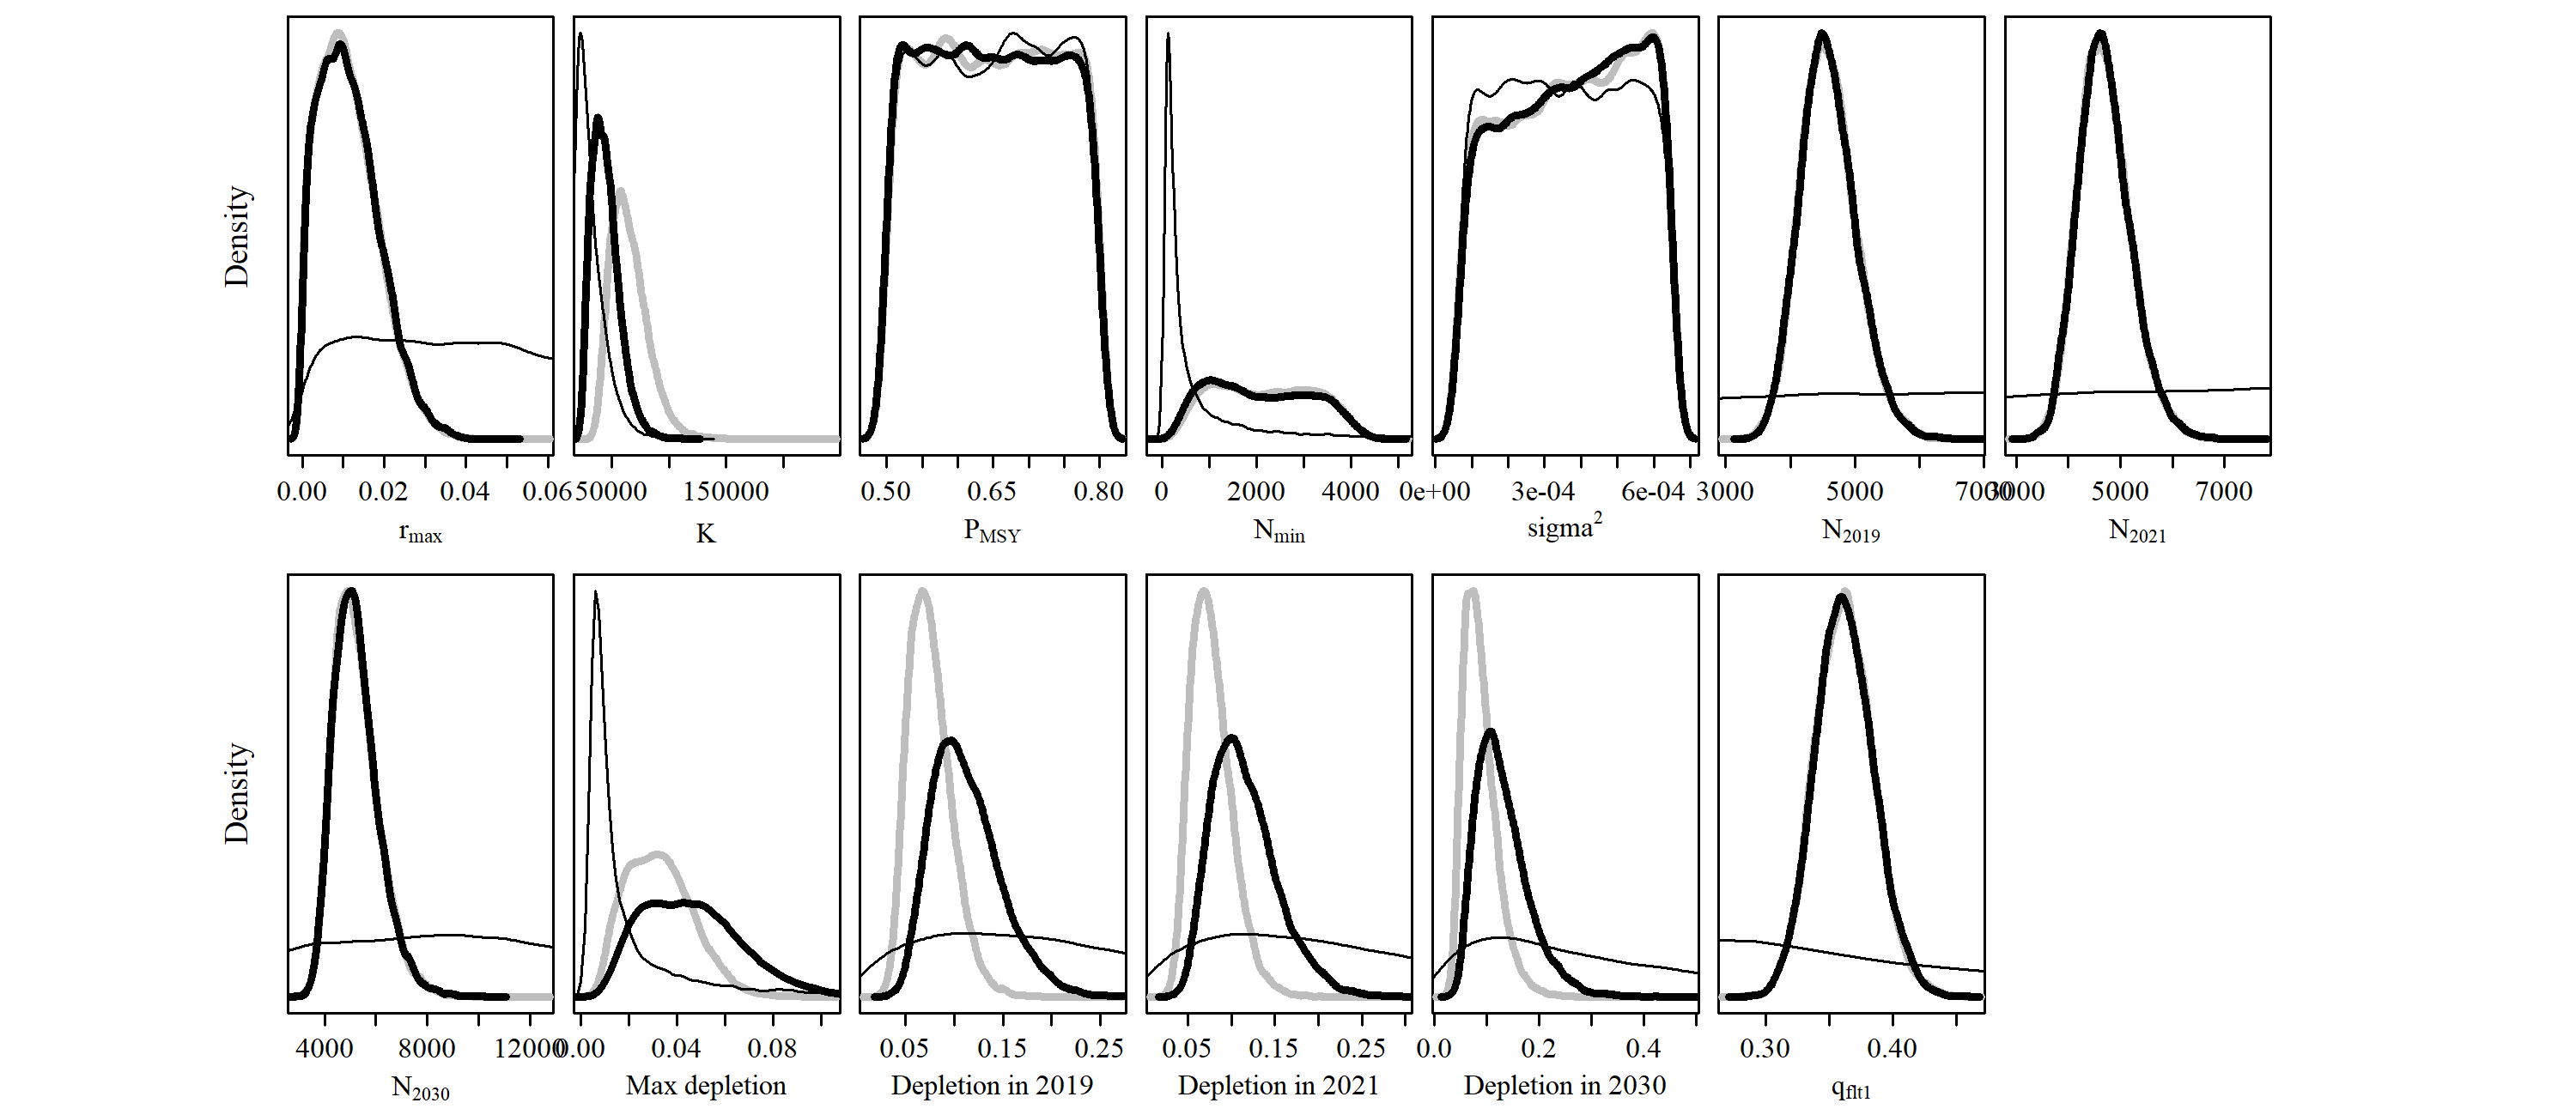 Density
0.00 0.02 0.04 0.06 50000 150000 0.50 0.65 0.80 0 2000 4000 0e+00 3e-04 6e-04 3000 5000 7000 3000 5000 7000
rmax K PMSY Nmin sigma2 N2019 N2021
Density
4000 8000 12000 0.00 0.04 0.08 0.05 0.15 0.25 0.05 0.15 0.25 0.0 0.2 0.4 0.30 0.40
N2030 Max depletion Depletion in 2019 Depletion in 2021 Depletion in 2030 qflt1